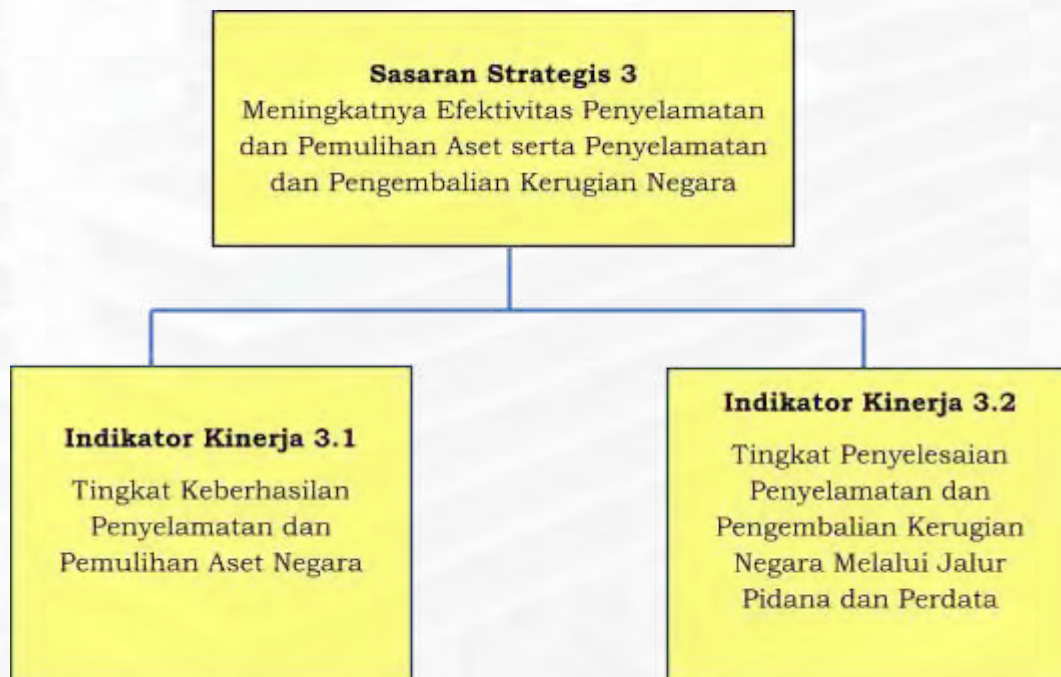 Sasaran Strategis 3
Meningkatnya Efektivitas Penyelamatan
dan Pemulihan Aset serta Penyelamatan
dan Pengembalian Kerugian Negara
Indikator Kinerja 3.1
Tingkat Keberhasilan
Penyelamatan dan
Pemulihan Aset Negara
Indikator Kinerja 3.2
Tingkat Penyelesaian
Penyelamatan dan
Pengembalian Kerugian
Negara Melalui Jalur
Pidana dan Perdata